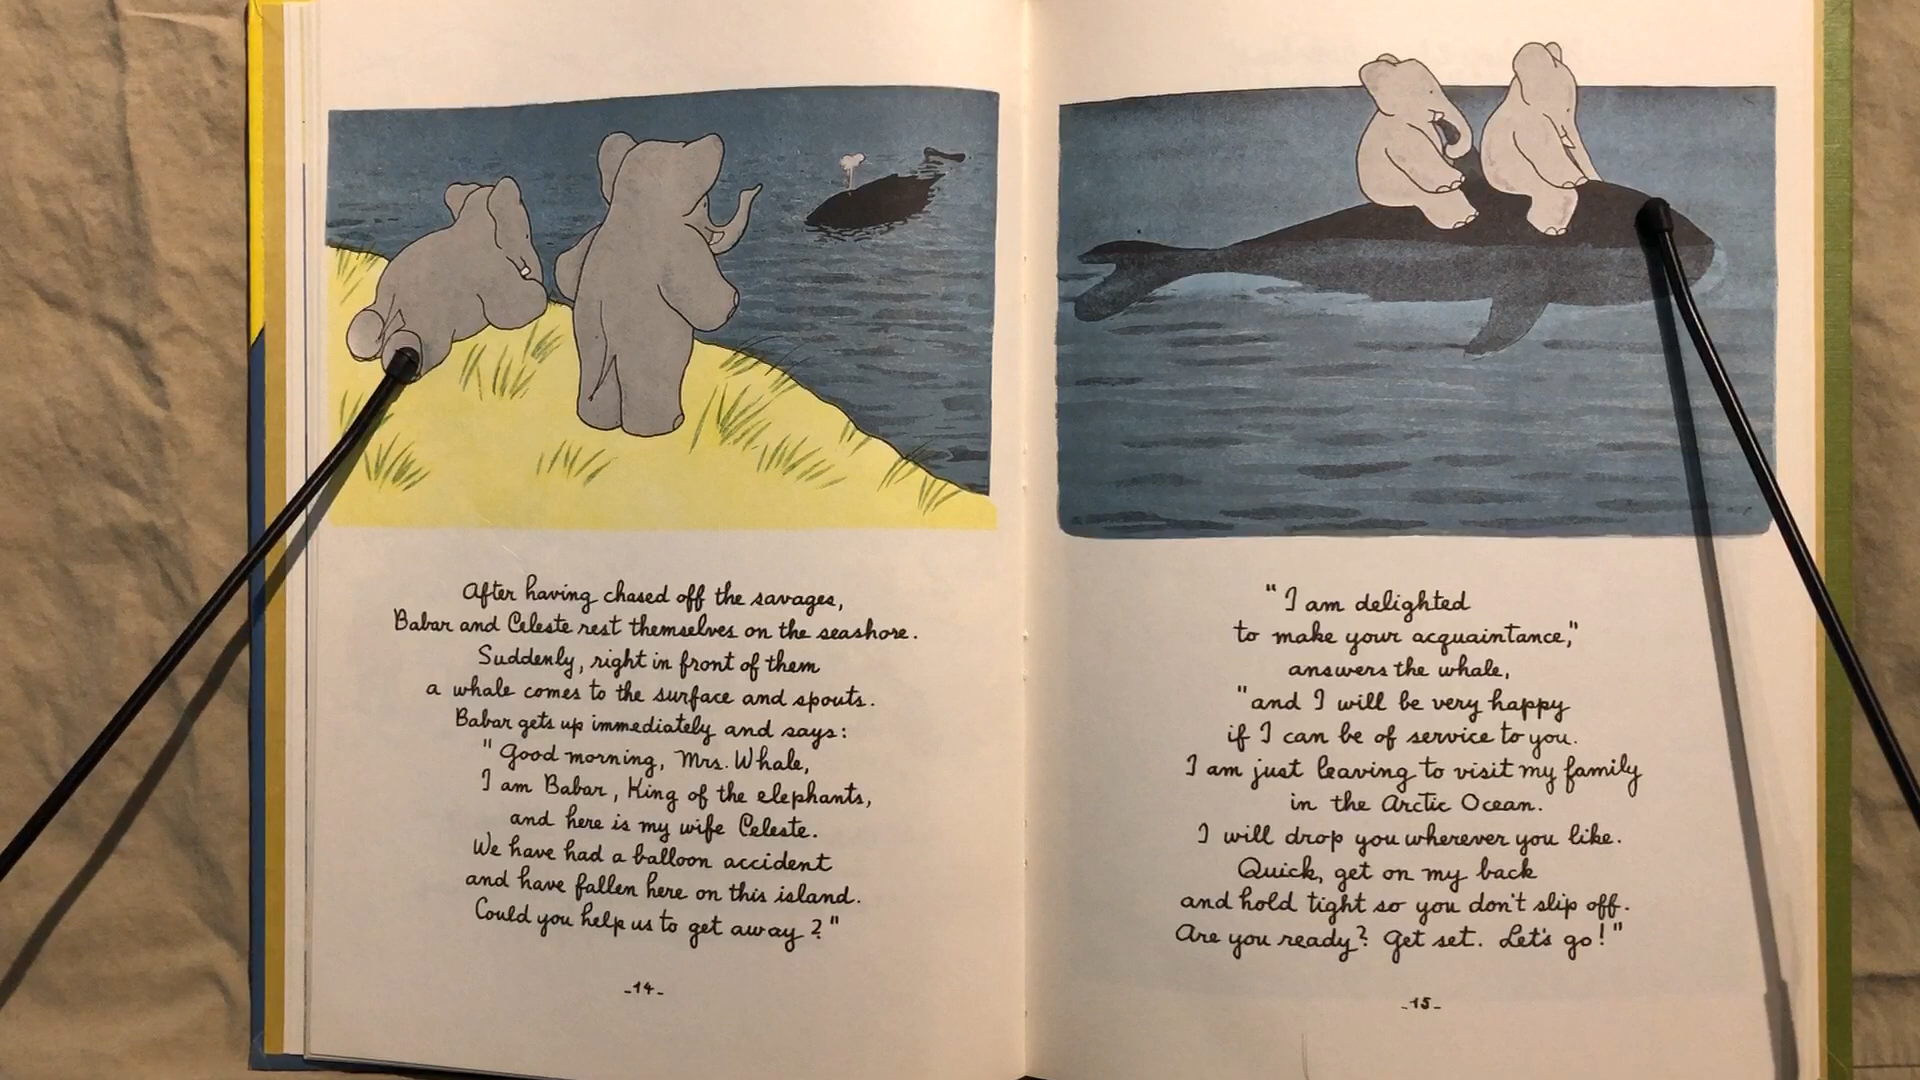 After having chased off the savages,
Babar and Celeste rest themselves on the seashore.
Suddenly, right in front of them
a whale comes to the surface and spouts.
Babar gets up immediately and says:
"Good morning, Mrs. Whale,
I am Babar, King of the elephants,
and here is my wife Celeste.
We have had a balloon accident
and have fallen here on this island.
Could you help us to get away?"
-14-
"I am delighted
to make your acquaintance,"
answers the whale,
"and I will be very happy
if I can be of service to you.
I am just leaving to visit my family
in the Arctic Ocean.
I will drop you wherever you like.
Quick, get on my back
and hold tight so you don't slip off.
Are you ready? Get set. Let's go!"
-15-